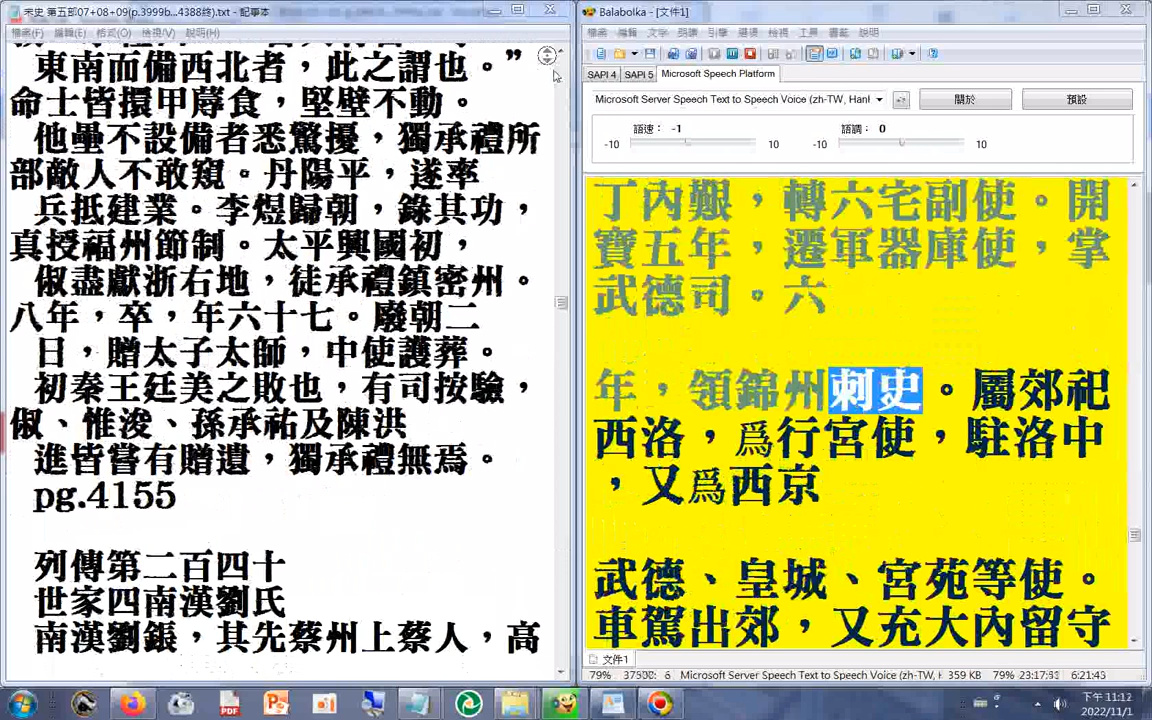 宋史 第五部07+08+09(p.3999b...4388终).txt - 記事本
檔案(F) 編輯(E) 格式(O) 檢視(V) 說明(H)
東南而備西北者，此之謂也。”
命士皆擐甲蓐食，堅壁不動。
他壘不設備者悉驚擾，獨承禮所
部敵人不敢窺。丹陽平，遂率
兵抵建業。李煜歸朝，錄其功，
真授福州節制。太平興國初，
俶盡獻浙右地，徙承禮鎮密州。
八年，卒，年六十七。廢朝二
日，贈太子太師，中使護葬。
初秦王廷美之敗也，有司按驗，
俶、惟浚、孫承祐及陳洪
進皆嘗有贈遺，獨承禮無焉。
pg.4155
列傳第二百四十
世家四南漢劉氏
南漢劉鋹，其先蔡州上蔡人，高
Balabolka - [文件1]
檔案 編輯 文字 朗讀 引擎 選項 檢視 工具 書籤 說明
SAPI 4 SAPI 5 Microsoft Speech Platform
Microsoft Server Speech Text to Speech Voice (zh-TW, HanH
關於
預設
語速： -1
語調： 0
-10 10 -10 10
丁內艱，轉六宅副使。開
寶五年，遷軍器庫使，掌
武德司。六
年，領錦州刺史。屬郊祀
西洛，爲行宮使，駐洛中
，又爲西京
武德、皇城、宮苑等使。
車駕出郊，又充大內留守
文件1
79% 37500: 6 Microsoft Server Speech Text to Speech Voice (zh-TW, HanHan) 359 KB 79% 23:17:33 6:21:43
下午 11:12
2022/11/1